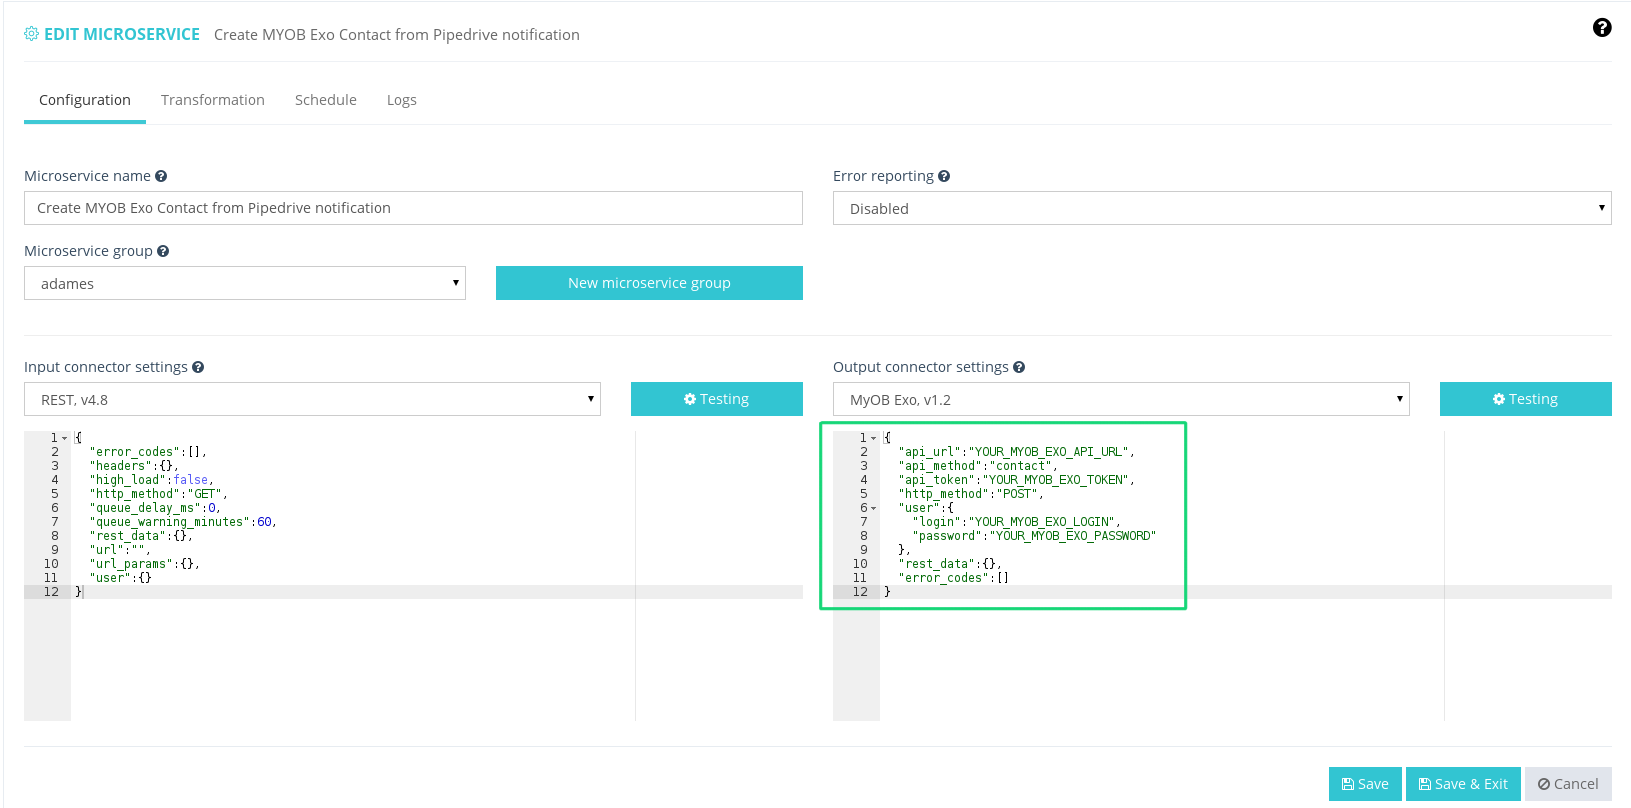 EDIT MICROSERVICE Create MYOB Exo Contact from Pipedrive notification
Configuration Transformation Schedule Logs
Microservice name
Create MYOB Exo Contact from Pipedrive notification
Error reporting
Disabled
Microservice group
adames
New microservice group
Input connector settings
REST, v4.8
Testing
1 {
2 "error_codes":[],
3 "headers":{},
4 "high_load":false,
5 "http_method":"GET",
6 "queue_delay_ms":0,
7 "queue_warning_minutes":60,
8 "rest_data":{},
9 "url":"",
10 "url_params":{},
11 "user":{}
12 }
Output connector settings
MyOB Exo, v1.2
Testing
1 {
2 "api_url":"YOUR_MYOB_EXO_API_URL",
3 "api_method":"contact",
4 "api_token":"YOUR_MYOB_EXO_TOKEN",
5 "http_method":"POST",
6 "user":{
7 "login":"YOUR_MYOB_EXO_LOGIN",
8 "password":"YOUR_MYOB_EXO_PASSWORD"
9 },
10 "rest_data":{},
11 "error_codes":[]
12 }
Save
Save & Exit
Cancel